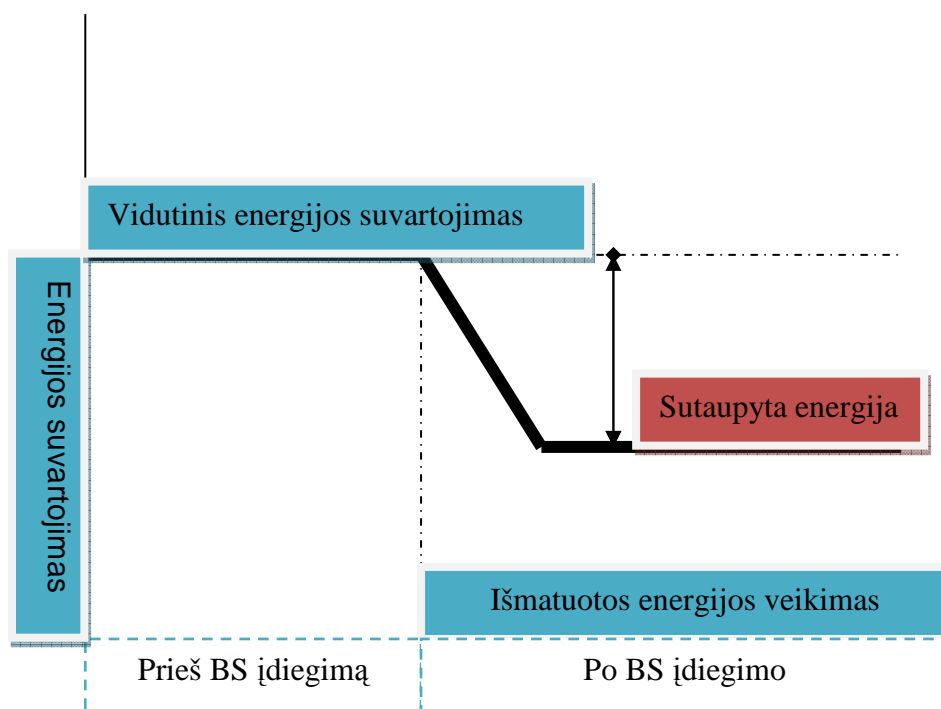 Vidutinis energijos suvartojimas
Energijos suvartojimas
Sutaupyta energija
Išmatuotos energijos veikimas
Prieš BS įdiegimą
Po BS įdiegimo